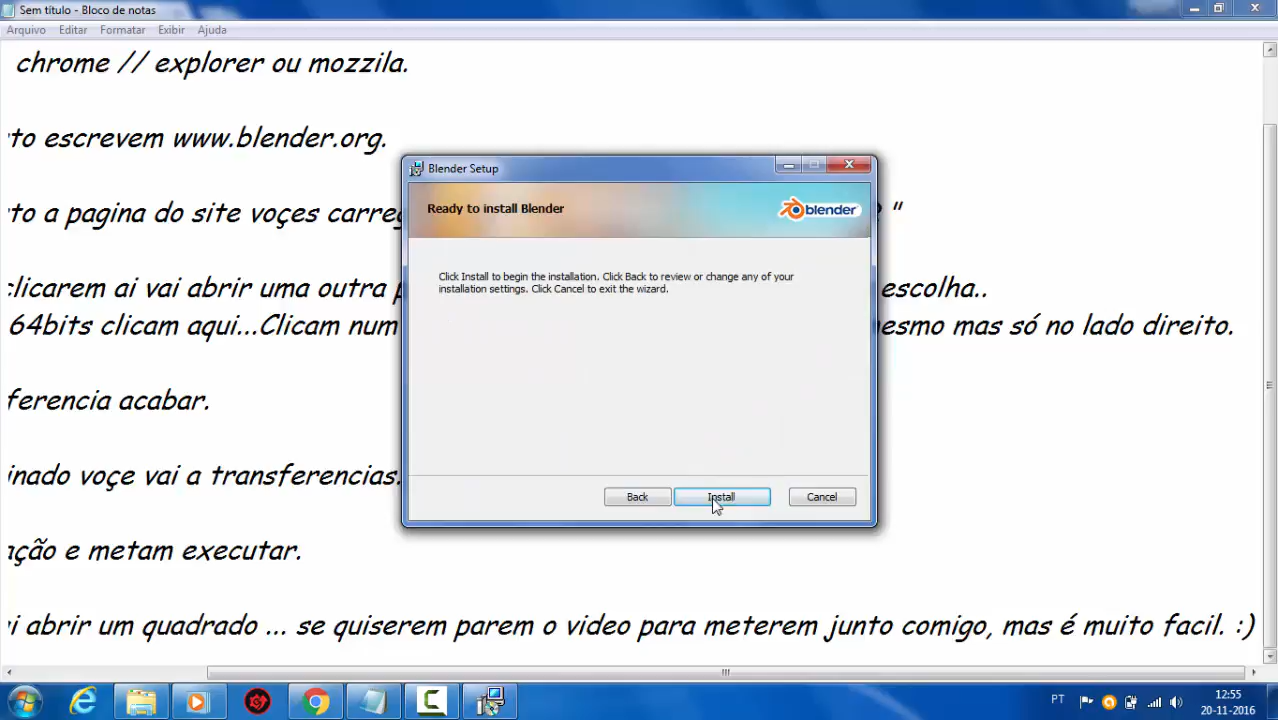 Sem título - Bloco de notas
Arquivo Editar Formatar Exibir Ajuda
chrome // explorer ou mozzila.
to escrevem www.blender.org.
to a pagina do site voçes carreg
"
clicarem ai vai abrir uma outra p
escolha..
64bits clicam aqui...Clicam num
esmo mas só no lado direito.
ferencia acabar.
inado voçe vai a transferencias.
ação e metam executar.
i abrir um quadrado ... se quiserem parem o video para meterem junto comigo, mas é muito facil. :)
Blender Setup
Ready to install Blender
blender
Click Install to begin the installation. Click Back to review or change any of your
installation settings. Click Cancel to exit the wizard.
Back Install Cancel
PT
12:55
20-11-2016